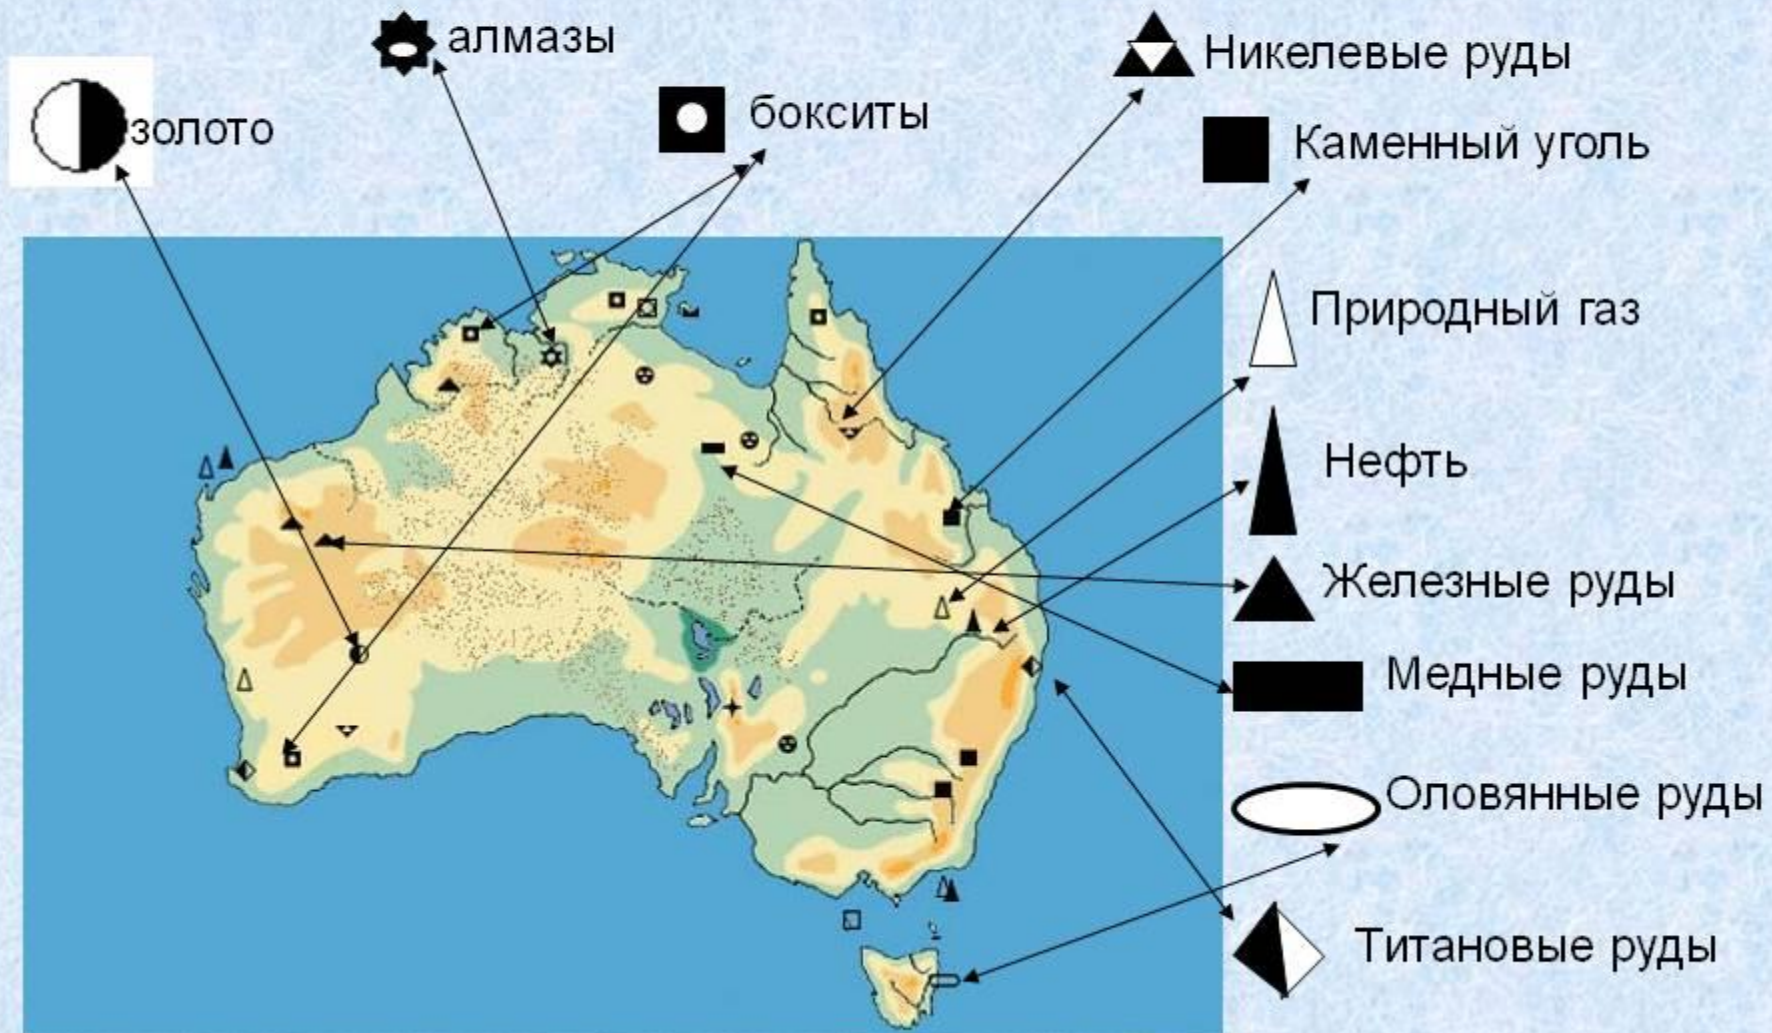 алмазы
Никелевые руды
золото
бокситы
Каменный уголь
Природный газ
Нефть
Железные руды
Медные руды
Оловянные руды
Титановые руды